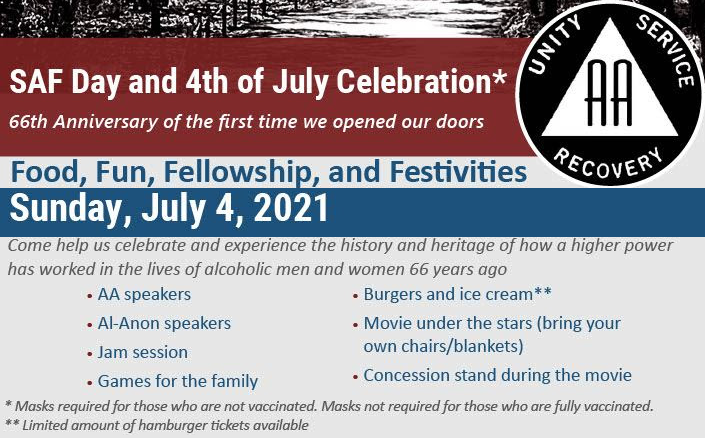 UNITY
SERVICE
AA
RECOVERY
SAF Day and 4th of July Celebration*
66th Anniversary of the first time we opened our doors
Food, Fun, Fellowship, and Festivities
Sunday, July 4, 2021
Come help us celebrate and experience the history and heritage of how a higher power
has worked in the lives of alcoholic men and women 66 years ago
• AA speakers
• Al-Anon speakers
• Jam session
• Games for the family
• Burgers and ice cream**
• Movie under the stars (bring your
own chairs/blankets)
• Concession stand during the movie
* Masks required for those who are not vaccinated. Masks not required for those who are fully vaccinated.
** Limited amount of hamburger tickets available